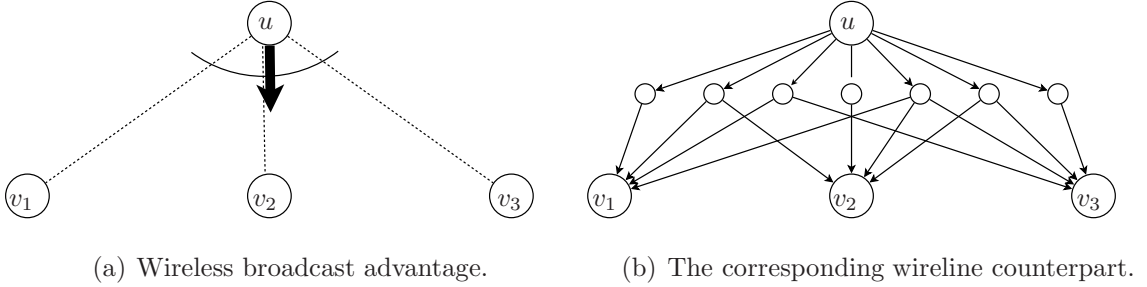 u
v1 v2 v3
u
v1 v2 v3
(a) Wireless broadcast advantage.
(b) The corresponding wireline counterpart.